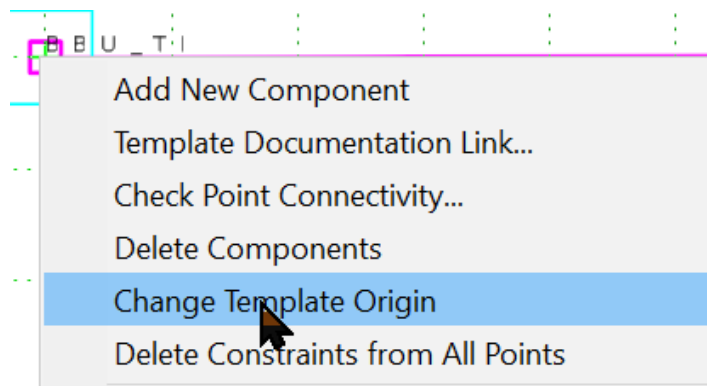 BBU_TI
Add New Component
Template Documentation Link...
Check Point Connectivity...
Delete Components
Change Template Origin
Delete Constraints from All Points